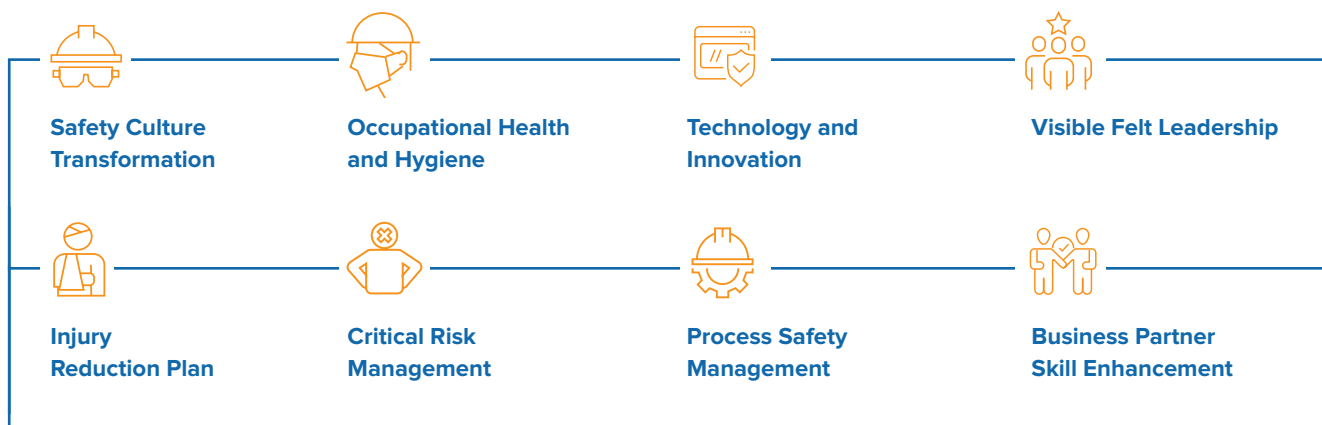 Safety Culture
Transformation
Occupational Health
and Hygiene
Technology and
Innovation
Visible Felt Leadership
Injury
Reduction Plan
Critical Risk
Management
Process Safety
Management
Business Partner
Skill Enhancement